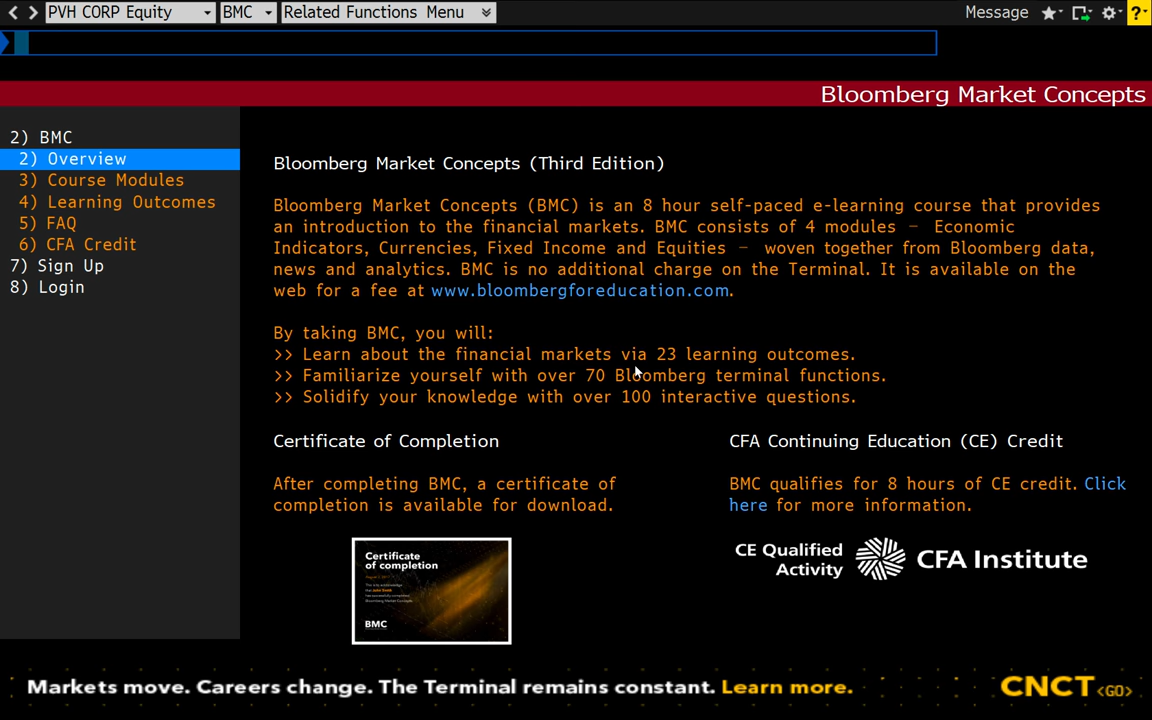 PVH CORP Equity BMC Related Functions Menu Message ?
Bloomberg Market Concepts
2) BMC
2) Overview
3) Course Modules
4) Learning Outcomes
5) FAQ
6) CFA Credit
7) Sign Up
8) Login
Bloomberg Market Concepts (Third Edition)
Bloomberg Market Concepts (BMC) is an 8 hour self-paced e-learning course that provides
an introduction to the financial markets. BMC consists of 4 modules – Economic
Indicators, Currencies, Fixed Income and Equities – woven together from Bloomberg data,
news and analytics. BMC is no additional charge on the Terminal. It is available on the
web for a fee at www.bloombergforeducation.com.
By taking BMC, you will:
>> Learn about the financial markets via 23 learning outcomes.
>> Familiarize yourself with over 70 Bloomberg terminal functions.
>> Solidify your knowledge with over 100 interactive questions.
Certificate of Completion
After completing BMC, a certificate of
completion is available for download.
Certificate
of completion
BMC
CFA Continuing Education (CE) Credit
BMC qualifies for 8 hours of CE credit. Click
here for more information.
CE Qualified
Activity
CFA Institute
Markets move. Careers change. The Terminal remains constant. Learn more.
CNCT <GO>